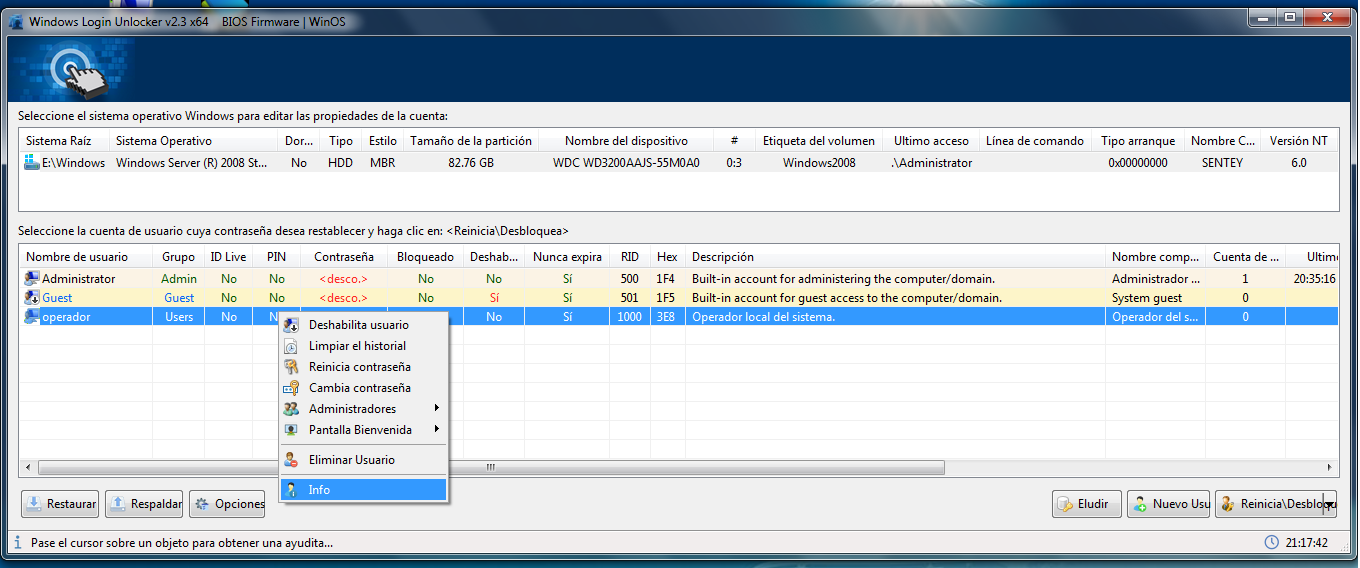 Windows Login Unlocker v2.3 x64 BIOS Firmware | WinOS
Seleccione el sistema operativo Windows para editar las propiedades de la cuenta:
Sistema Raíz Sistema Operativo Dor... Tipo Estilo Tamaño de la partición Nombre del dispositivo # Etiqueta del volumen Ultimo acceso Línea de comando Tipo arranque Nombre C... Versión NT
E:\Windows Windows Server (R) 2008 St... No HDD MBR 82.76 GB WDC WD3200AAJS-55M0A0 0:3 Windows2008 .\Administrator 0x00000000 SENTEY 6.0
Seleccione la cuenta de usuario cuya contraseña desea restablecer y haga clic en: <Reinicia\Desbloquea>
Nombre de usuario Grupo ID Live PIN Contraseña Bloqueado Deshab... Nunca expira RID Hex Descripción Nombre comp... Cuenta de ... Ultimo
Administrator Admin No No <desco.> No No Sí 500 1F4 Built-in account for administering the computer/domain. Administrador ... 1 20:35:16
Guest Guest No No <desco.> No Sí Sí 501 1F5 Built-in account for guest access to the computer/domain. System guest 0
operador Users No N No Sí 1000 3E8 Operador local del sistema. Operador del s... 0
Deshabilita usuario
Limpiar el historial
Reinicia contraseña
Cambia contraseña
Administradores
Pantalla Bienvenida
Eliminar Usuario
Info
Restaurar Respaldar Opciones Eludir Nuevo Usu Reinicia\Desbloqu
Pase el cursor sobre un objeto para obtener una ayudita... 21:17:42